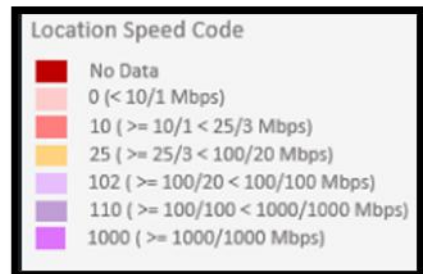 Location Speed Code
No Data
0 (< 10/1 Mbps)
10 ( >= 10/1 < 25/3 Mbps)
25 ( >= 25/3 < 100/20 Mbps)
102 ( >= 100/20 < 100/100 Mbps)
110 ( >= 100/100 < 1000/1000 Mbps)
1000 ( >= 1000/1000 Mbps)